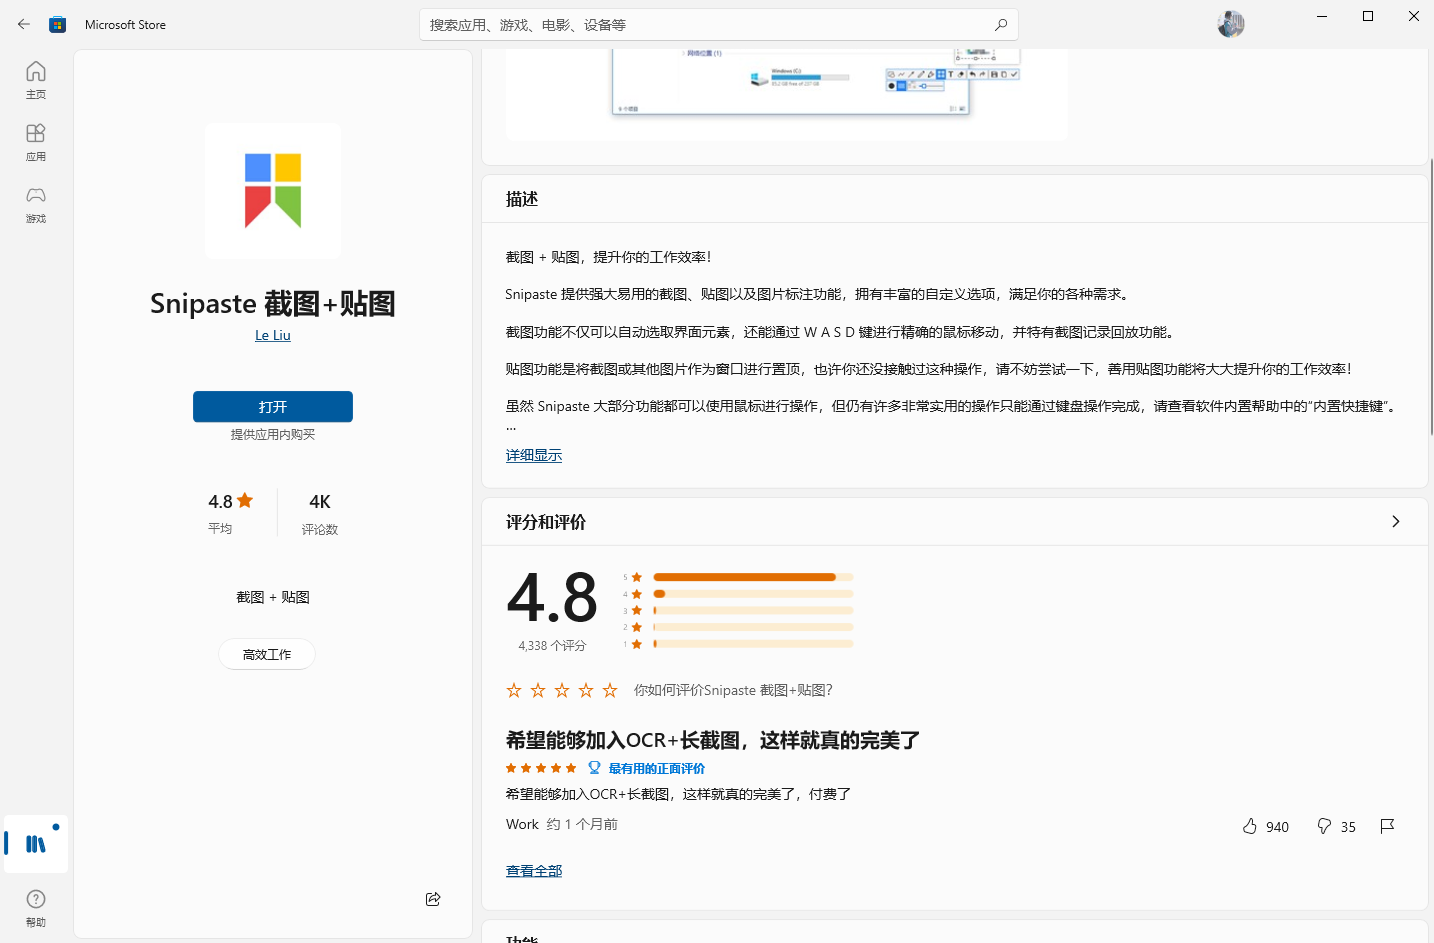 Microsoft Store
搜索应用、游戏、电影、设备等
主页
应用
游戏
帮助
Snipaste 截图+贴图
Le Liu
打开
提供应用内购买
4.8
平均
4K
评论数
截图 + 贴图
高效工作
网络位置 (1)
Windows (C:)
描述
截图 + 贴图，提升你的工作效率！
Snipaste 提供强大易用的截图、贴图以及图片标注功能，拥有丰富的自定义选项，满足你的各种需求。
截图功能不仅可以自动选取界面元素，还能通过 W A S D 键进行精确的鼠标移动，并特有截图记录回放功能。
贴图功能是将截图或其他图片作为窗口进行置顶，也许你还没接触过这种操作，请不妨尝试一下，善用贴图功能将大大提升你的工作效率！
虽然 Snipaste 大部分功能都可以使用鼠标进行操作，但仍有许多非常实用的操作只能通过键盘操作完成，请查看软件内置帮助中的“内置快捷键”。
...
详细显示
评分和评价
4.8
4,338 个评分
5
4
3
2
1
你如何评价Snipaste 截图+贴图?
希望能够加入OCR+长截图，这样就真的完美了
最有用的正面评价
希望能够加入OCR+长截图，这样就真的完美了，付费了
Work 约 1 个月前
940
35
查看全部
功能